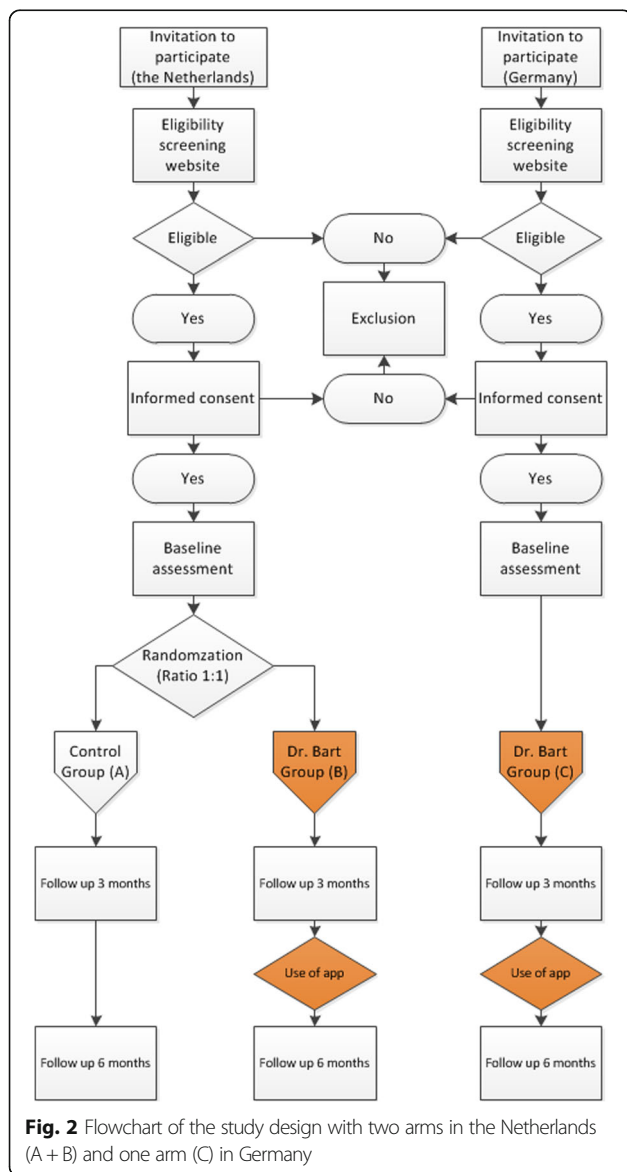 Invitation to
participate
(the Netherlands)
Invitation to
participate
(Germany)
Eligibility
screening
website
Eligibility
screening
website
Eligible
No
Eligible
Yes
Exclusion
Yes
Informed consent
No
Informed consent
Yes
Yes
Baseline
assessment
Baseline
assessment
Randomzation
(Ratio 1:1)
Control
Group (A)
Dr. Bart
Group (B)
Dr. Bart
Group (C)
Follow up 3 months
Follow up 3 months
Follow up 3 months
Use of app
Use of app
Follow up 6 months
Follow up 6 months
Follow up 6 months
Fig. 2 Flowchart of the study design with two arms in the Netherlands
(A + B) and one arm (C) in Germany